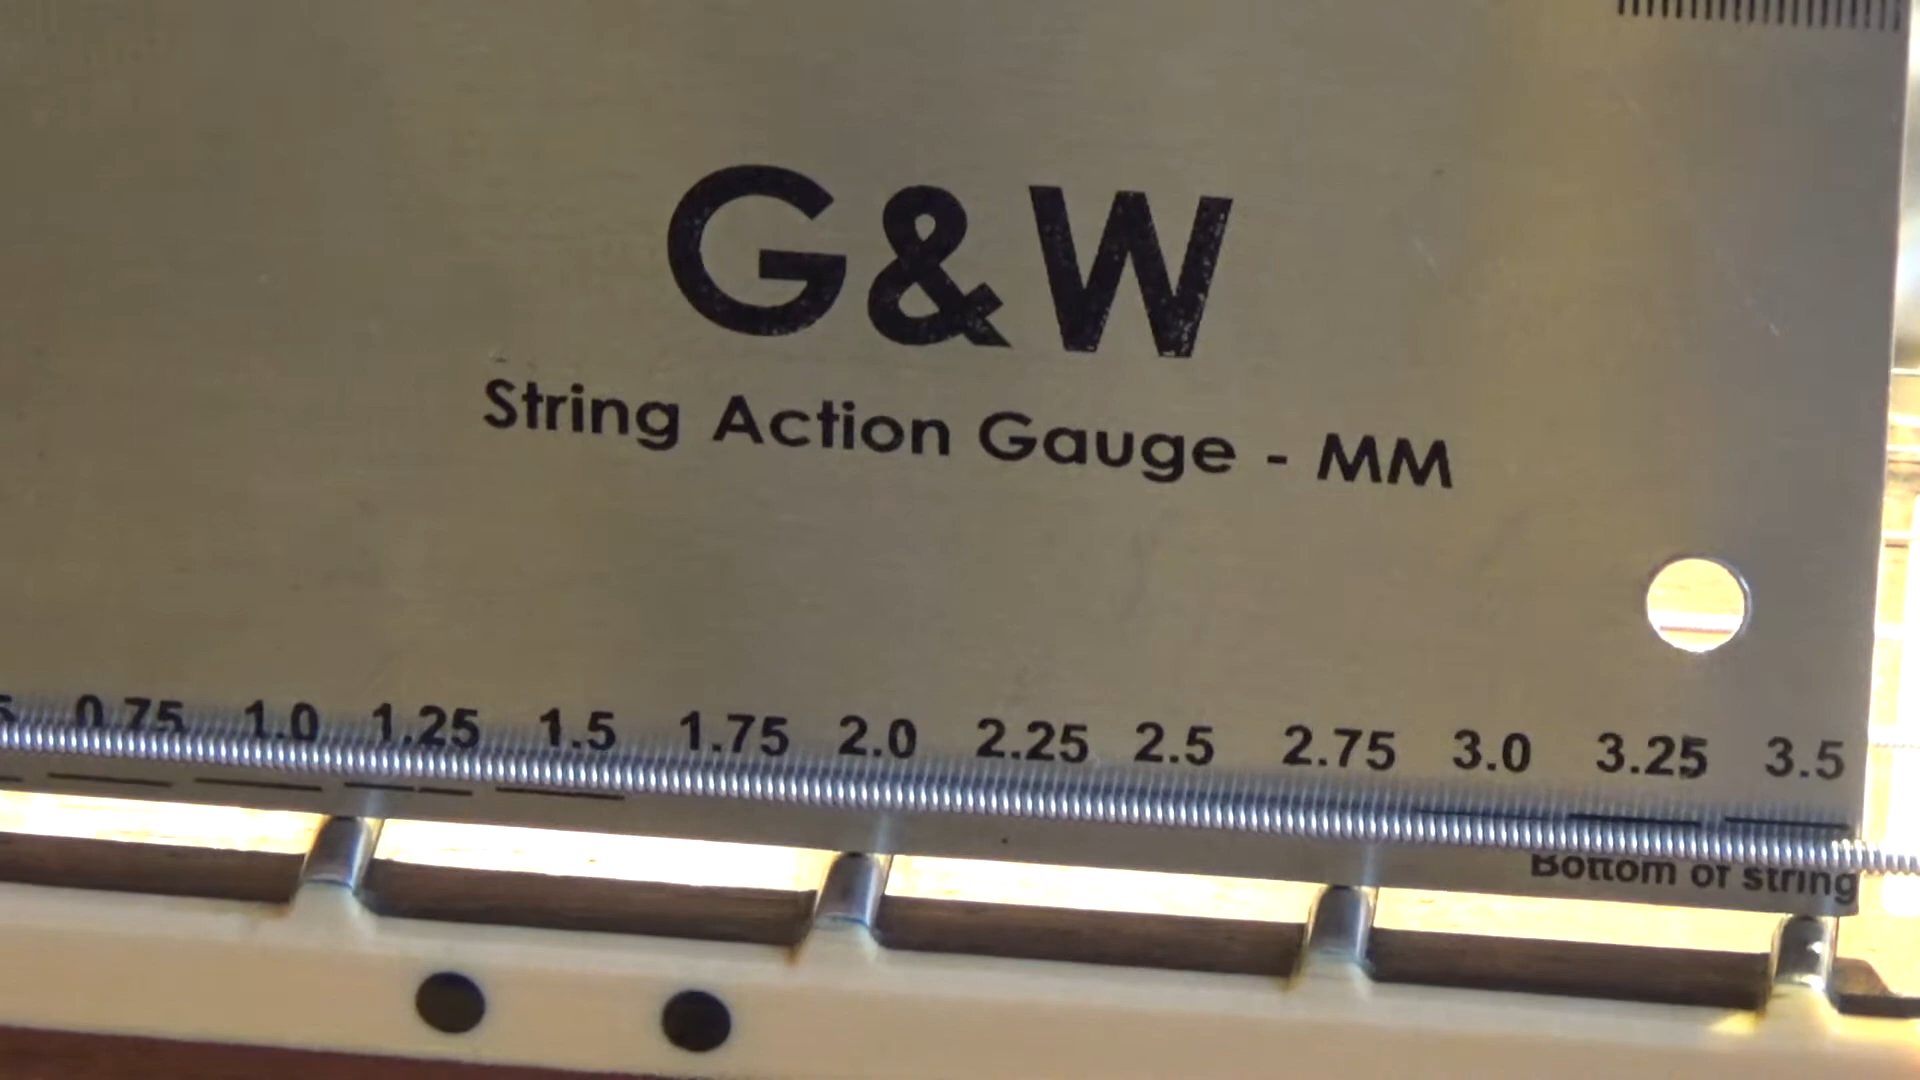 G&W
String Action Gauge - MM
0.75 1.0 1.25 1.5 1.75 2.0 2.25 2.5 2.75 3.0 3.25 3.5
Bottom of string